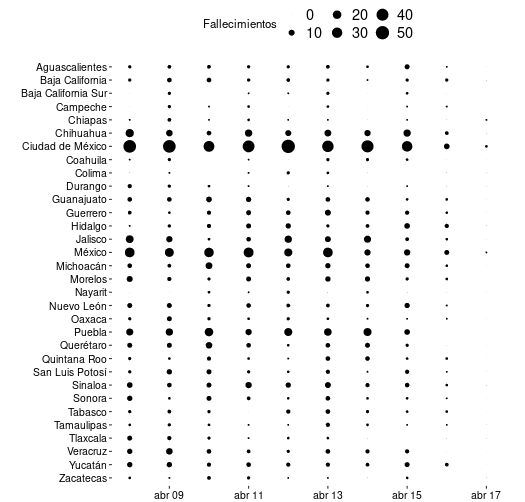 Fallecimientos
0 20 40
10 30 50
Aguascalientes
Baja California
Baja California Sur
Campeche
Chiapas
Chihuahua
Ciudad de México
Coahuila
Colima
Durango
Guanajuato
Guerrero
Hidalgo
Jalisco
México
Michoacán
Morelos
Nayarit
Nuevo León
Oaxaca
Puebla
Querétaro
Quintana Roo
San Luis Potosí
Sinaloa
Sonora
Tabasco
Tamaulipas
Tlaxcala
Veracruz
Yucatán
Zacatecas
abr 09 abr 11 abr 13 abr 15 abr 17